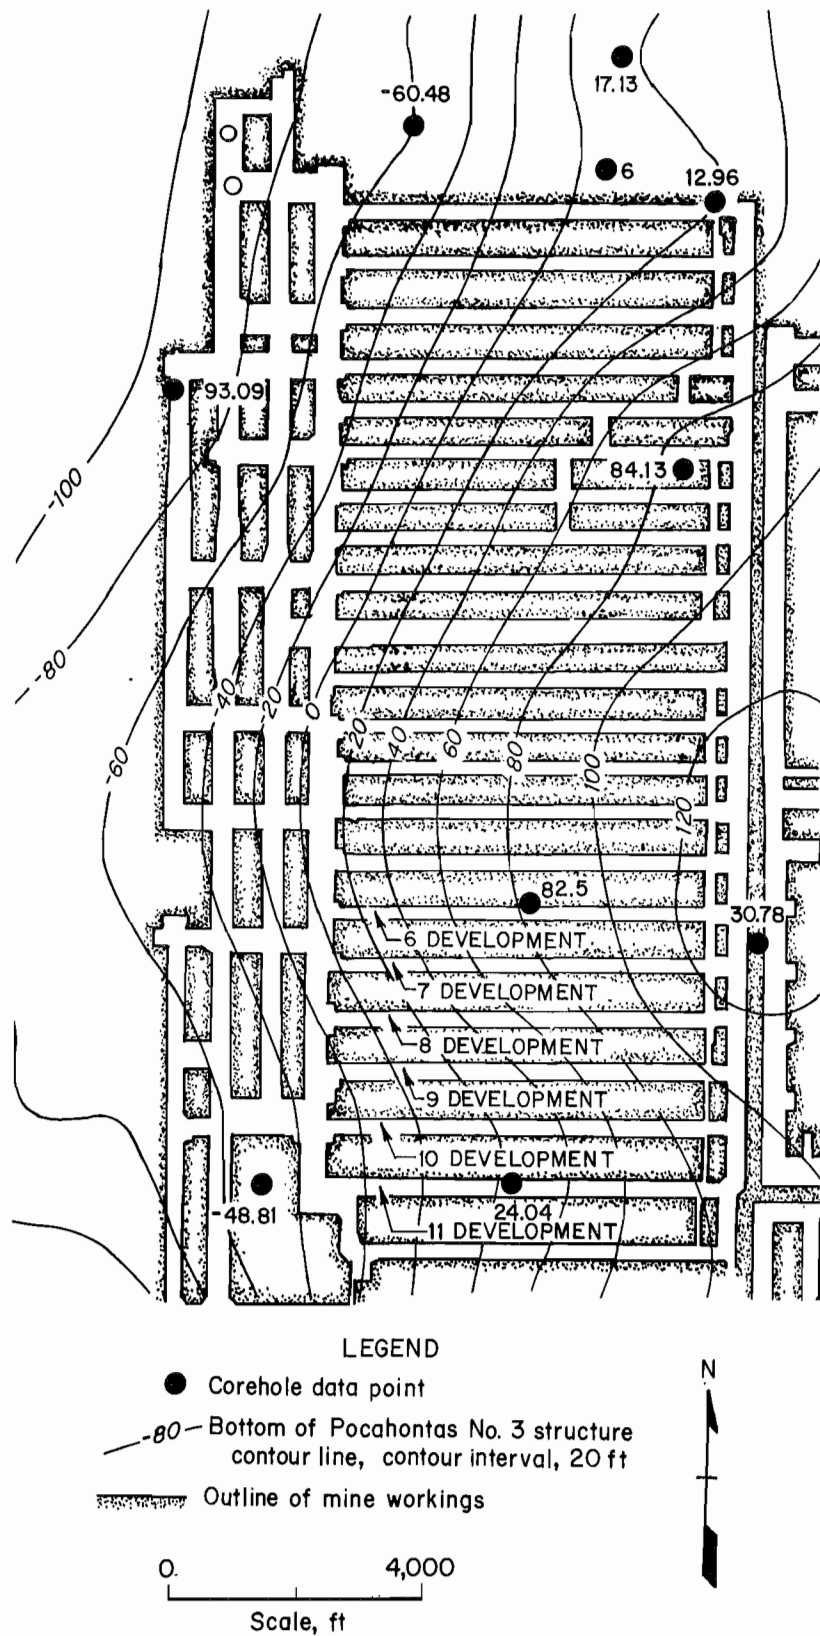 -60.48
17.13
6
12.96
93.09
84.13
-100
-80
-60
-40
-20
0
20
40
60
80
100
120
82.5
30.78
6 DEVELOPMENT
7 DEVELOPMENT
8 DEVELOPMENT
9 DEVELOPMENT
10 DEVELOPMENT
11 DEVELOPMENT
-48.81
24.04
LEGEND
Corehole data point
-80 Bottom of Pocahontas No. 3 structure
contour line, contour interval, 20 ft
Outline of mine workings
N
0 4,000
Scale, ft